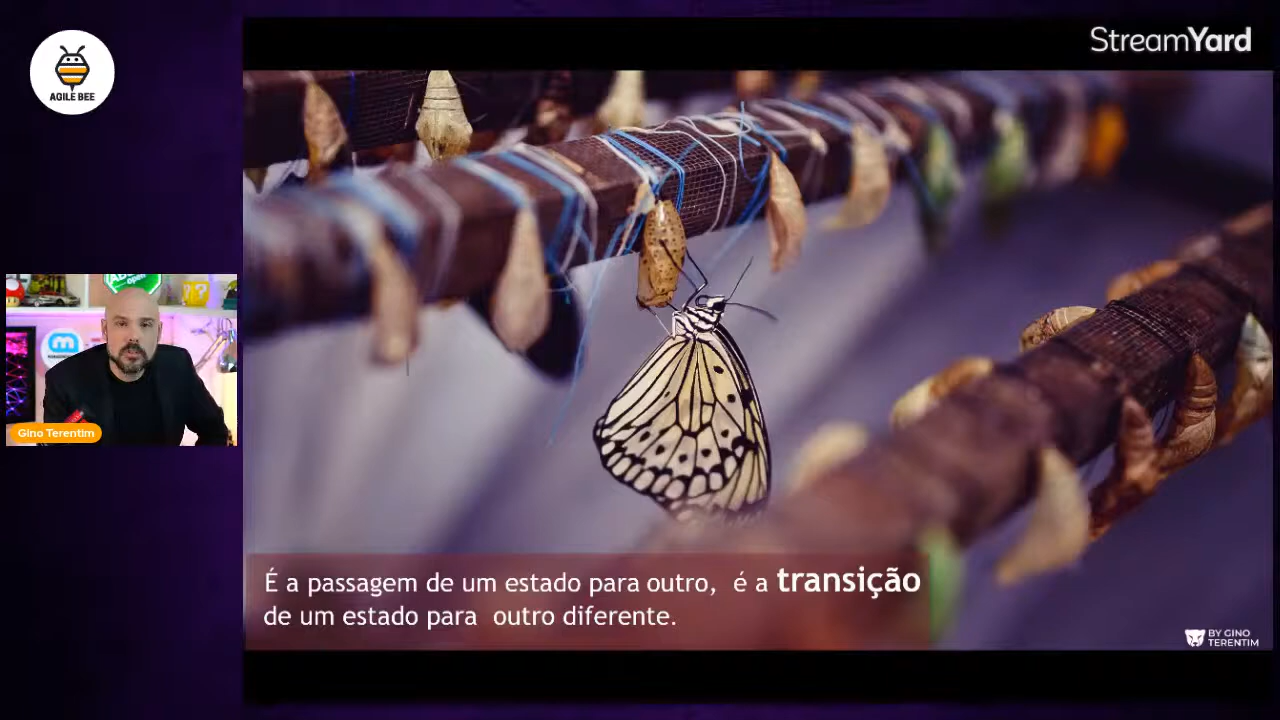 AGILE BEE
StreamYard
Gino Terentim
É a passagem de um estado para outro, é a transição
de um estado para outro diferente.
BY GINO
TERENTIM